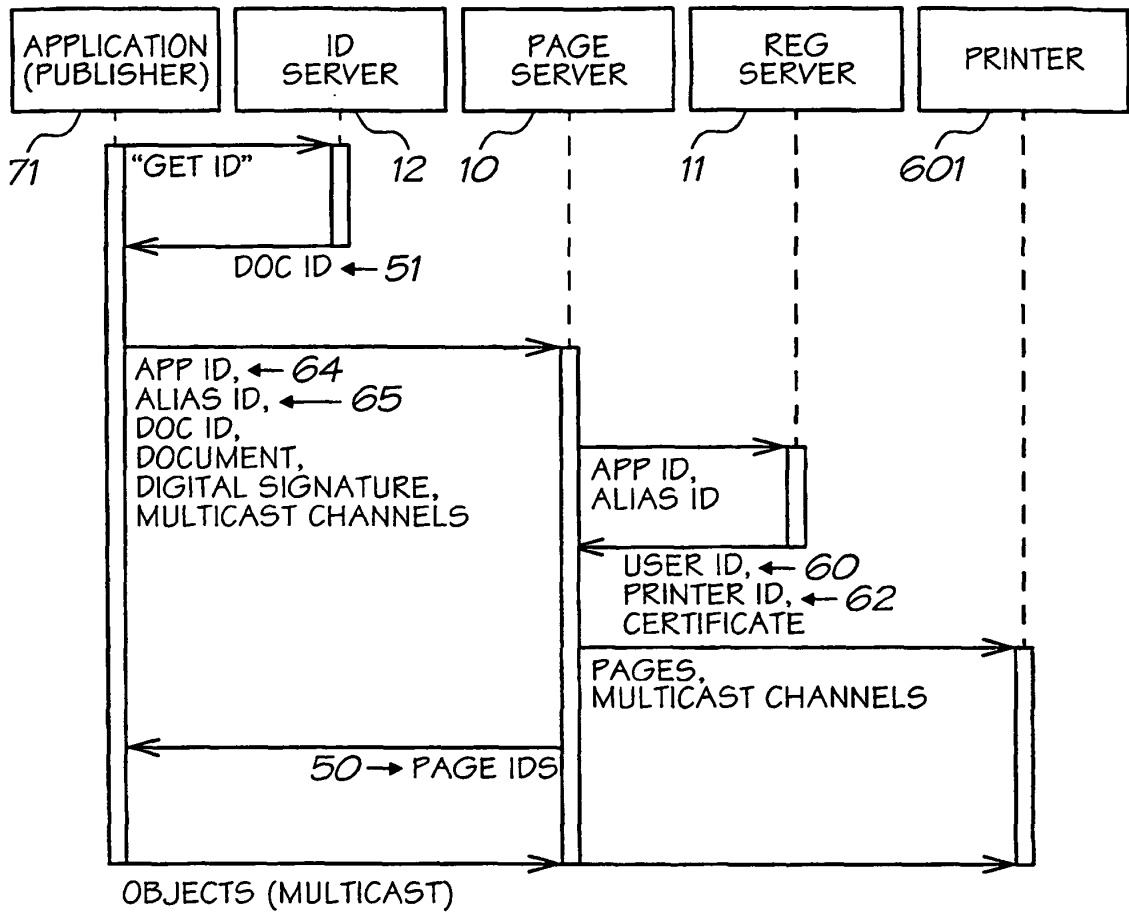 APPLICATION
(PUBLISHER)
ID
SERVER
PAGE
SERVER
REG
SERVER
PRINTER
71
12
10
11
601
"GET ID"
DOC ID 51
APP ID, 64
ALIAS ID, 65
DOC ID,
DOCUMENT,
DIGITAL SIGNATURE,
MULTICAST CHANNELS
APP ID,
ALIAS ID
USER ID, 60
PRINTER ID, 62
CERTIFICATE
PAGES,
MULTICAST CHANNELS
50 PAGE IDS
OBJECTS (MULTICAST)